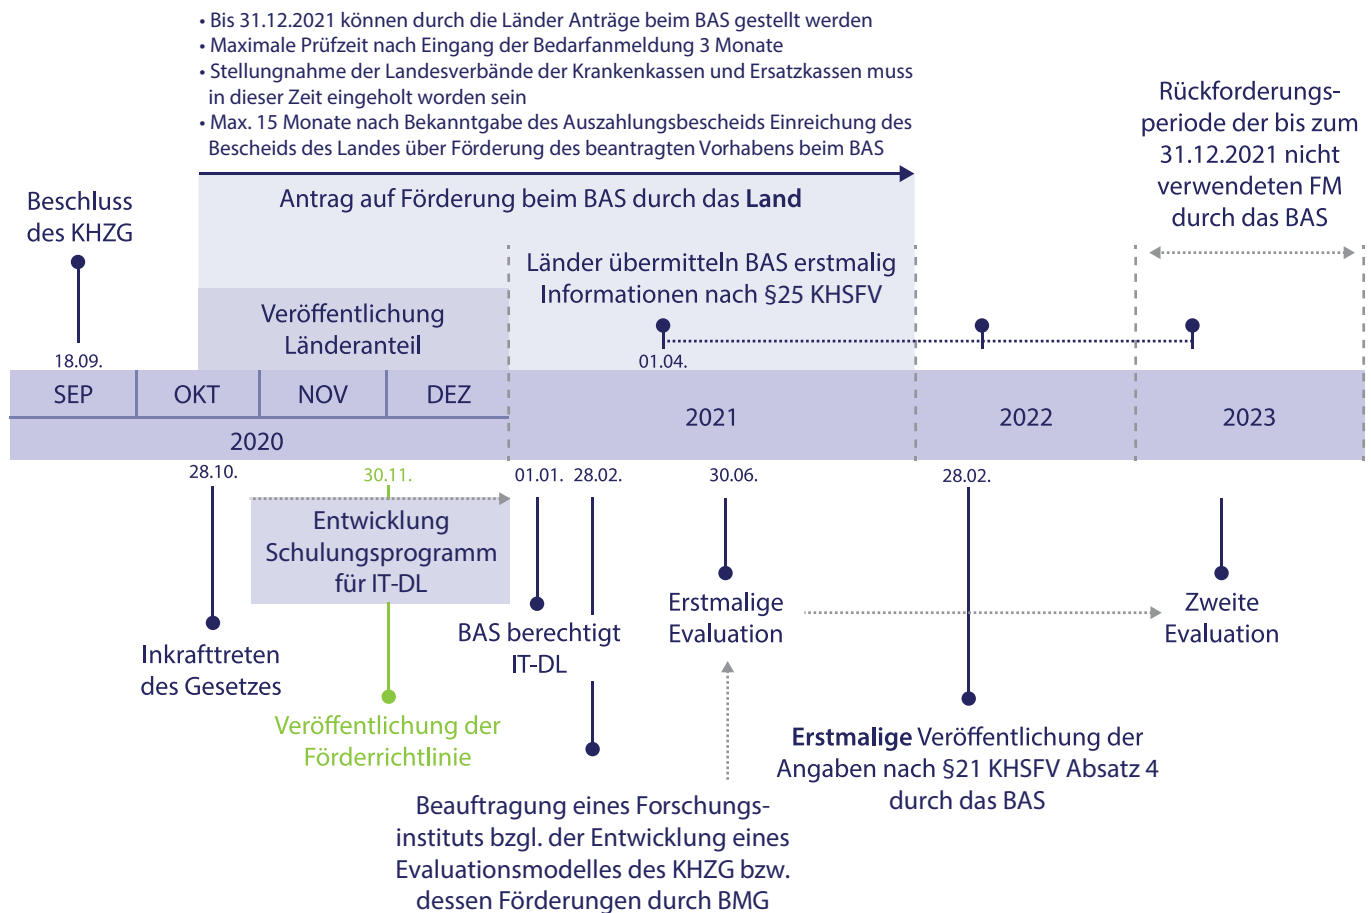 • Bis 31.12.2021 können durch die Länder Anträge beim BAS gestellt werden
• Maximale Prüfzeit nach Eingang der Bedarfanmeldung 3 Monate
• Stellungnahme der Landesverbände der Krankenkassen und Ersatzkassen muss
in dieser Zeit eingeholt worden sein
• Max. 15 Monate nach Bekanntgabe des Auszahlungsbescheids Einreichung des
Bescheids des Landes über Förderung des beantragten Vorhabens beim BAS
Rückforderungs-
periode der bis zum
31.12.2021 nicht
verwendeten FM
durch das BAS
Beschluss
des KHZG
Antrag auf Förderung beim BAS durch das Land
Länder übermitteln BAS erstmalig
Informationen nach §25 KHSFV
Veröffentlichung
Länderanteil
18.09.
01.04.
SEP
OKT
NOV
DEZ
2020
2021
2022
2023
28.10.
30.11.
01.01.
28.02.
30.06.
28.02.
Entwicklung
Schulungsprogramm
für IT-DL
Inkrafttreten
des Gesetzes
Veröffentlichung der
Förderrichtlinie
BAS berechtigt
IT-DL
Erstmalige
Evaluation
Zweite
Evaluation
Beauftragung eines Forschungs-
instituts bzgl. der Entwicklung eines
Evaluationsmodelles des KHZG bzw.
dessen Förderungen durch BMG
Erstmalige Veröffentlichung der
Angaben nach §21 KHSFV Absatz 4
durch das BAS